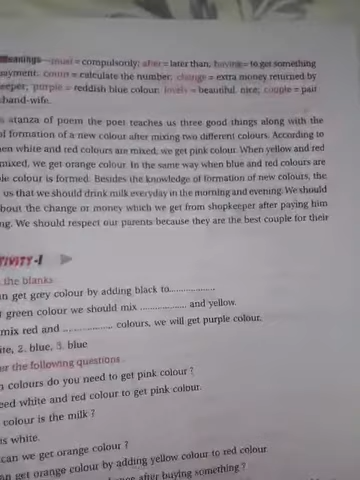 Meanings—must = compulsorily; after = later than; buying = to get something
payment; count = calculate the number; change = extra money returned by
eeper; purple = reddish blue colour; lovely = beautiful, nice; couple = pair
band-wife.
s stanza of poem the poet teaches us three good things along with the
formation of a new colour after mixing two different colours. According to
en white and red colours are mixed, we get pink colour. When yellow and red
mixed, we get orange colour. In the same way when blue and red colours are
le colour is formed. Besides the knowledge of formation of new colours, the
us that we should drink milk everyday in the morning and evening. We should
bout the change or money which we get from shopkeeper after paying him
ng. We should respect our parents because they are the best couple for their
TIVITY-1
the blanks
n get grey colour by adding black to..................
green colour we should mix .................. and yellow.
mix red and .................. colours, we will get purple colour.
ite, 2. blue, 3. blue
er the following questions
colours do you need to get pink colour?
eed white and red colour to get pink colour.
colour is the milk?
is white.
can we get orange colour?
an get orange colour by adding yellow colour to red colour
after buying something?